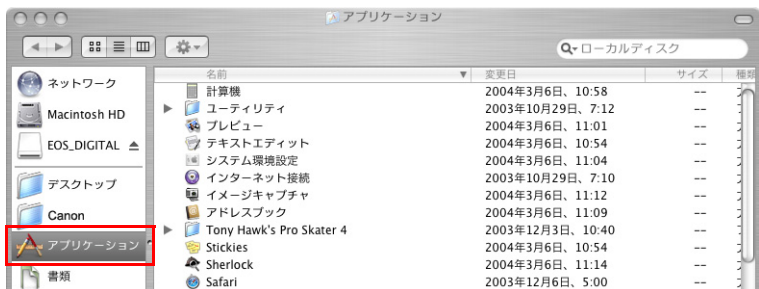 アプリケーション
ローカルディスク
名前 変更日 サイズ 種類
ネットワーク
Macintosh HD
EOS_DIGITAL
デスクトップ
Canon
アプリケーション
書類
計算機 2004年3月6日、10:58 --
ユーティリティ 2003年10月29日、7:12 --
プレビュー 2004年3月6日、11:01 --
テキストエディット 2004年3月6日、10:54 --
システム環境設定 2004年3月6日、11:04 --
インターネット接続 2003年10月29日、7:10 --
イメージキャプチャ 2004年3月6日、11:12 --
アドレスブック 2004年3月6日、11:09 --
Tony Hawk's Pro Skater 4 2003年12月3日、10:40 --
Stickies 2004年3月6日、10:54 --
Sherlock 2004年3月6日、11:14 --
Safari 2003年12月6日、5:00 --